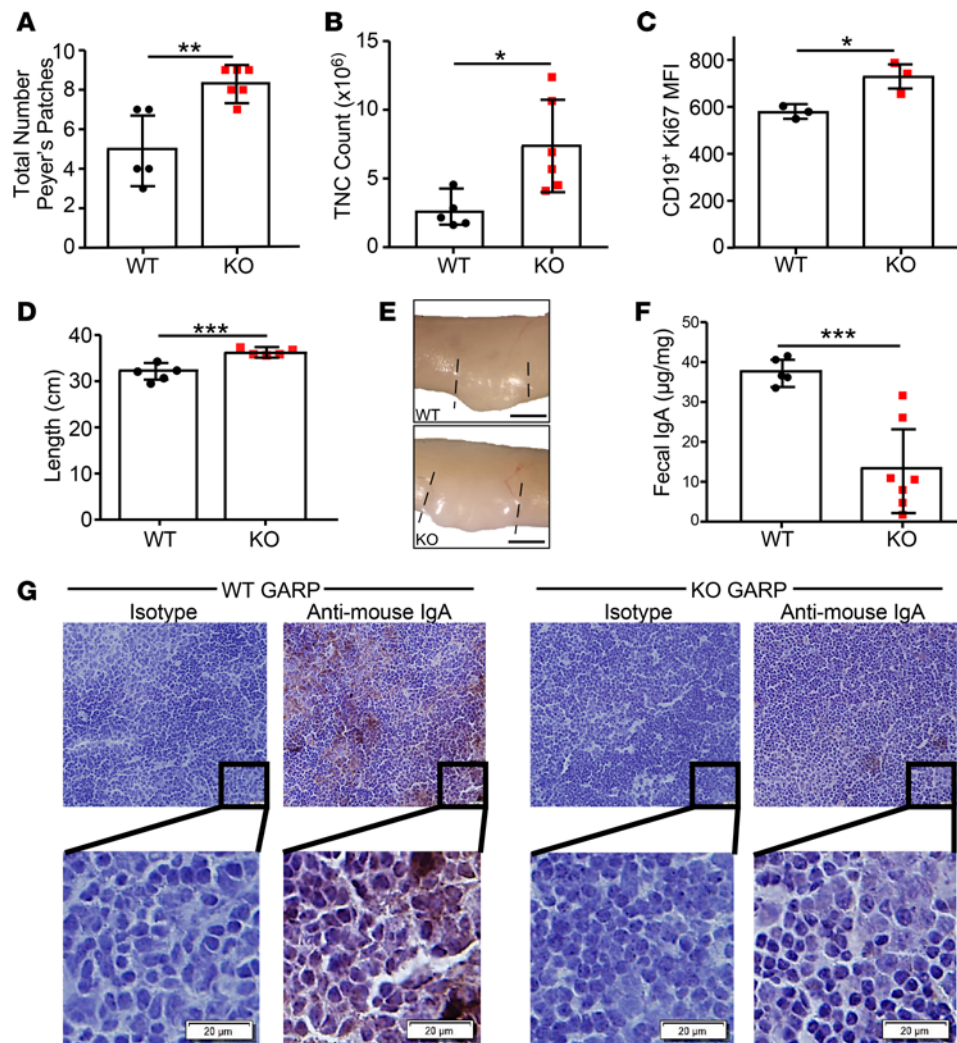 A
Total Number
Peyer's Patches
10
8
6
4
2
0
**
WT
KO
B
TNC Count (x10⁶)
15
10
5
0
*
WT
KO
C
CD19⁺ Ki67 MFI
800
600
400
200
0
*
WT
KO
D
Length (cm)
40
30
20
10
0
***
WT
KO
E
WT
KO
F
Fecal IgA (μg/mg)
50
40
30
20
10
0
***
WT
KO
G
WT GARP
KO GARP
Isotype
Anti-mouse IgA
Isotype
Anti-mouse IgA
20 μm
20 μm
20 μm
20 μm